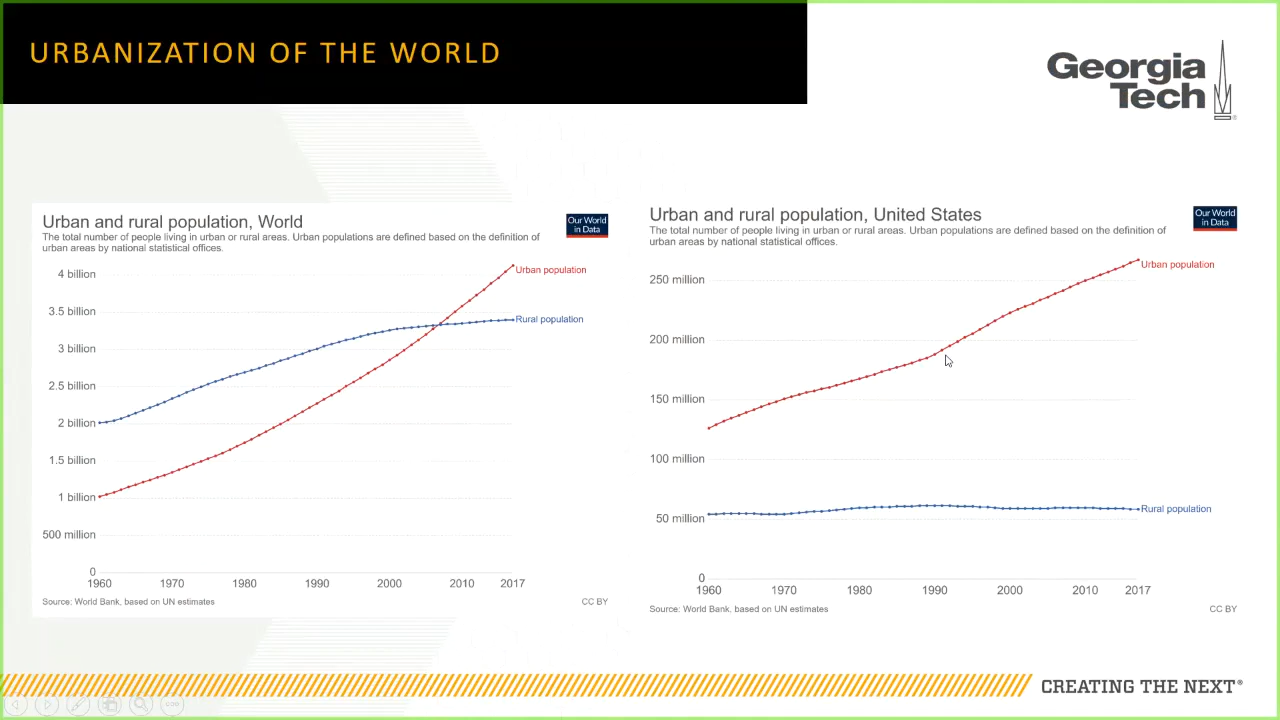 URBANIZATION OF THE WORLD
Georgia
Tech
Urban and rural population, World
The total number of people living in urban or rural areas. Urban populations are defined based on the definition of
urban areas by national statistical offices.
Our World
in Data
4 billion
3.5 billion
3 billion
2.5 billion
2 billion
1.5 billion
1 billion
500 million
0
Urban population
Rural population
1960 1970 1980 1990 2000 2010 2017
Source: World Bank, based on UN estimates
CC BY
Urban and rural population, United States
The total number of people living in urban or rural areas. Urban populations are defined based on the definition of
urban areas by national statistical offices.
Our World
in Data
250 million
200 million
150 million
100 million
50 million
0
Urban population
Rural population
1960 1970 1980 1990 2000 2010 2017
Source: World Bank, based on UN estimates
CC BY
CREATING THE NEXT®